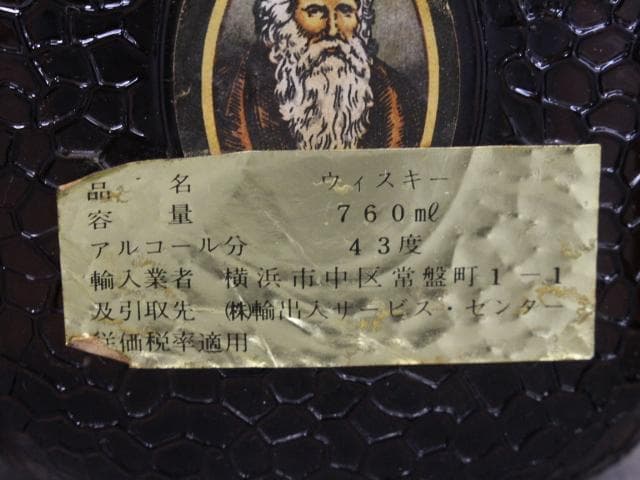 品名 ウィスキー
容量 760ml
アルコール分 43度
輸入業者 横浜市中区常盤町1-1
及引取先 (株)輸出入サービス・センター
従価税率適用